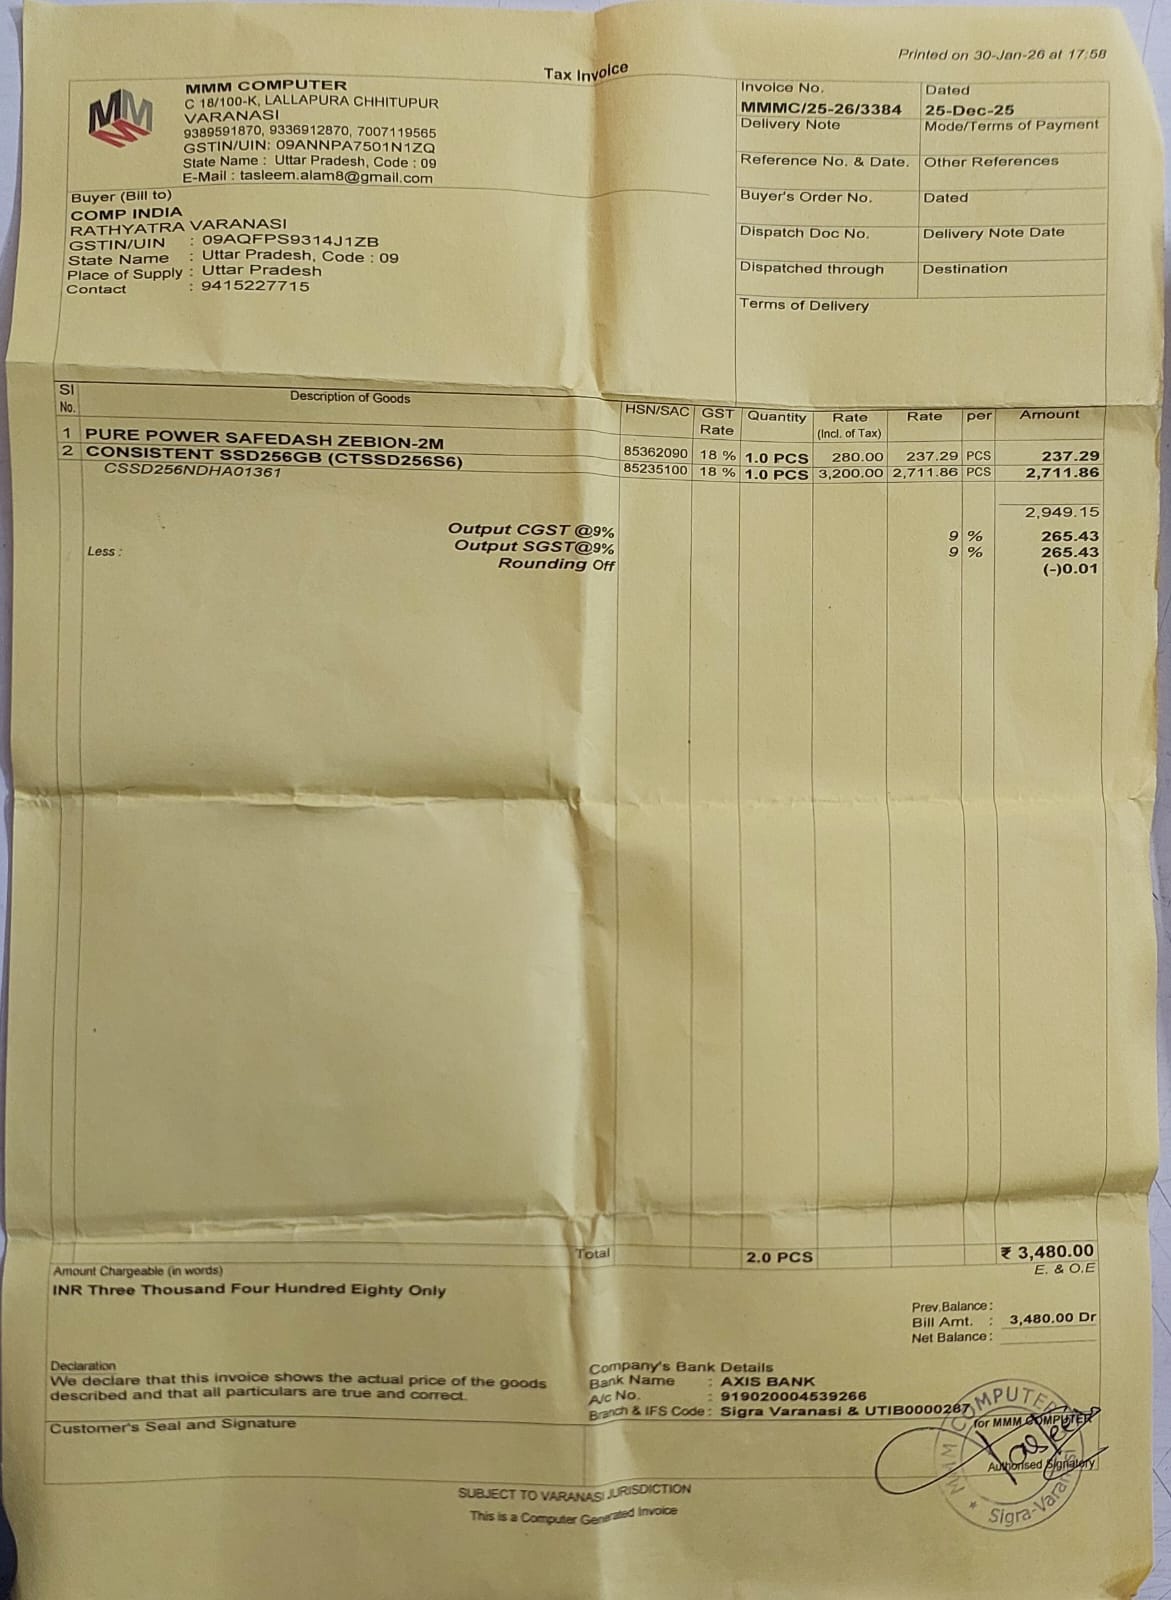 Printed on 30-Jan-26 at 17:58
Tax Invoice
MMM
MMM COMPUTER
C 18/100-K, LALLAPURA CHHITUPUR
VARANASI
9389591870, 9336912870, 7007119565
GSTIN/UIN: 09ANNPA7501N1ZQ
State Name : Uttar Pradesh, Code : 09
E-Mail : tasleem.alam8@gmail.com
Invoice No. Dated
MMMC/25-26/3384 25-Dec-25
Delivery Note Mode/Terms of Payment
Reference No. & Date. Other References
Buyer's Order No. Dated
Dispatch Doc No. Delivery Note Date
Dispatched through Destination
Terms of Delivery
Buyer (Bill to)
COMP INDIA
RATHYATRA VARANASI
GSTIN/UIN : 09AQFPS9314J1ZB
State Name : Uttar Pradesh, Code : 09
Place of Supply : Uttar Pradesh
Contact : 9415227715
SI No. Description of Goods HSN/SAC GST Rate Quantity Rate (Incl. of Tax) Rate per Amount
1 PURE POWER SAFEDASH ZEBION-2M 85362090 18 % 1.0 PCS 280.00 237.29 PCS 237.29
2 CONSISTENT SSD256GB (CTSSD256S6) 85235100 18 % 1.0 PCS 3,200.00 2,711.86 PCS 2,711.86
CSSD256NDHA01361
2,949.15
Output CGST @9% 9 % 265.43
Output SGST@9% 9 % 265.43
Less : Rounding Off (-)0.01
Total 2.0 PCS ₹ 3,480.00
Amount Chargeable (in words) E. & O.E
INR Three Thousand Four Hundred Eighty Only
Prev.Balance :
Bill Amt. : 3,480.00 Dr
Net Balance :
Declaration
We declare that this invoice shows the actual price of the goods
described and that all particulars are true and correct.
Company's Bank Details
Bank Name : AXIS BANK
A/c No. : 919020004539266
Branch & IFS Code : Sigra Varanasi & UTIB0000267
Customer's Seal and Signature
for MMM COMPUTER
Authorised Signatory
MMM COMPUTER
★ Sigra-Varanasi
SUBJECT TO VARANASI JURISDICTION
This is a Computer Generated Invoice